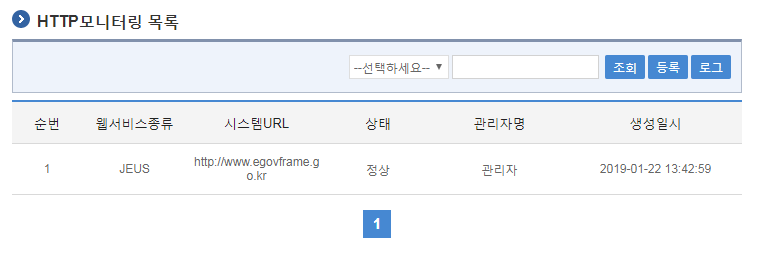 HTTP모니터링 목록
--선택하세요-- 조회 등록 로그
순번 웹서비스종류 시스템URL 상태 관리자명 생성일시
1 JEUS http://www.egovframe.g 정상 관리자 2019-01-22 13:42:59
o.kr
1